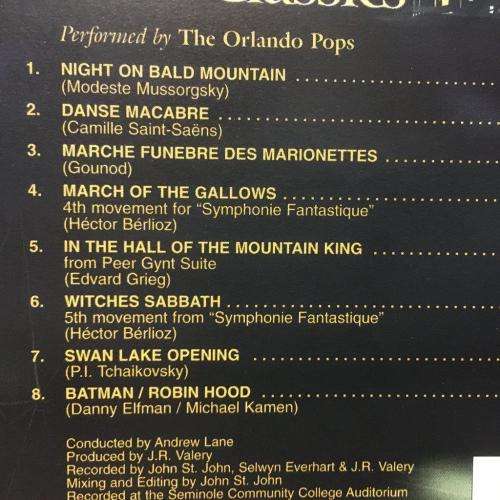 Performed by The Orlando Pops
1. NIGHT ON BALD MOUNTAIN
(Modeste Mussorgsky)
2. DANSE MACABRE
(Camille Saint-Saëns)
3. MARCHE FUNEBRE DES MARIONETTES
(Gounod)
4. MARCH OF THE GALLOWS
4th movement for "Symphonie Fantastique"
(Héctor Bérlioz)
5. IN THE HALL OF THE MOUNTAIN KING
from Peer Gynt Suite
(Edvard Grieg)
6. WITCHES SABBATH
5th movement from "Symphonie Fantastique"
(Héctor Bérlioz)
7. SWAN LAKE OPENING
(P.I. Tchaikovsky)
8. BATMAN / ROBIN HOOD
(Danny Elfman / Michael Kamen)
Conducted by Andrew Lane
Produced by J.R. Valery
Recorded by John St. John, Selwyn Everhart & J.R. Valery
Mixing and Editing by John St. John
Recorded at the Seminole Community College Auditorium